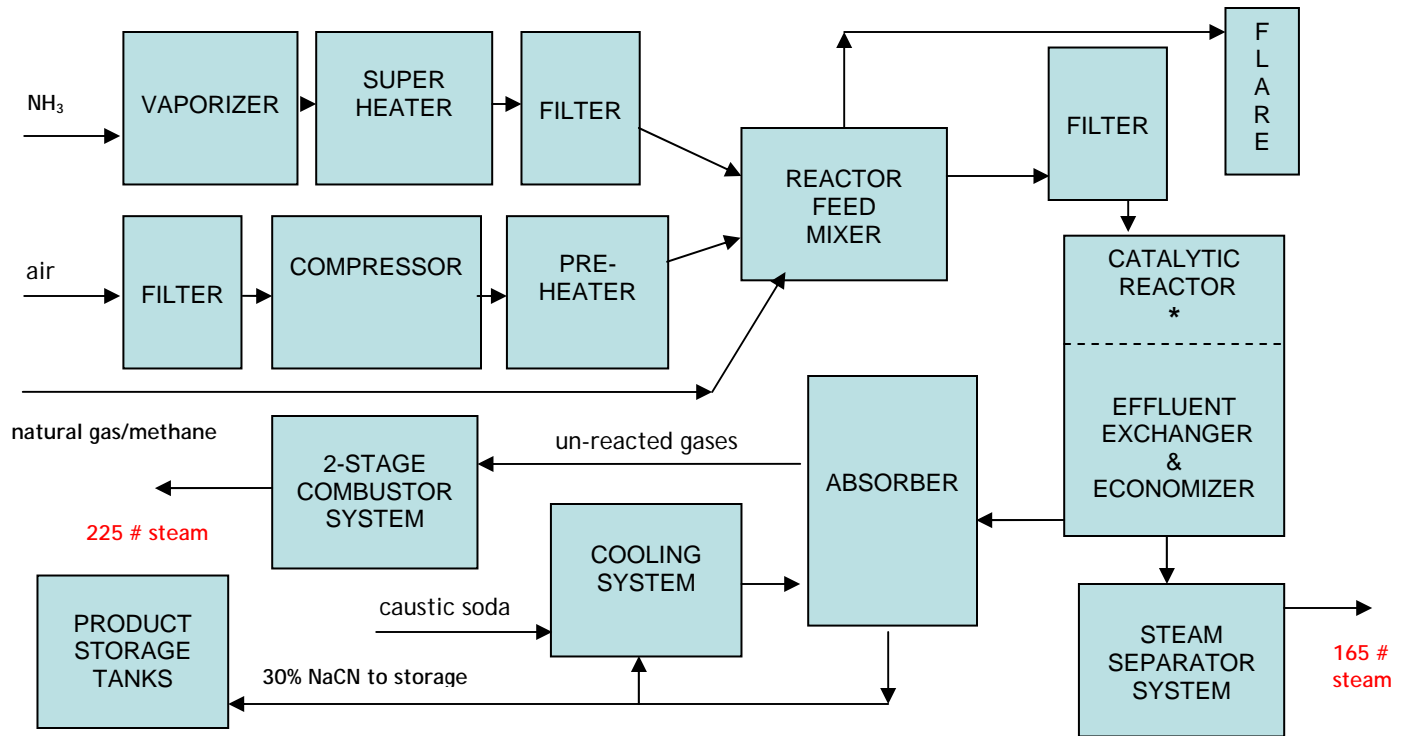 NH₃
VAPORIZER
SUPER
HEATER
FILTER
REACTOR
FEED
MIXER
FILTER
F
L
A
R
E
air
FILTER
COMPRESSOR
PRE-
HEATER
CATALYTIC
REACTOR
*
EFFLUENT
EXCHANGER
&
ECONOMIZER
natural gas/methane
2-STAGE
COMBUSTOR
SYSTEM
un-reacted gases
ABSORBER
225 # steam
COOLING
SYSTEM
caustic soda
PRODUCT
STORAGE
TANKS
30% NaCN to storage
STEAM
SEPARATOR
SYSTEM
165 #
steam